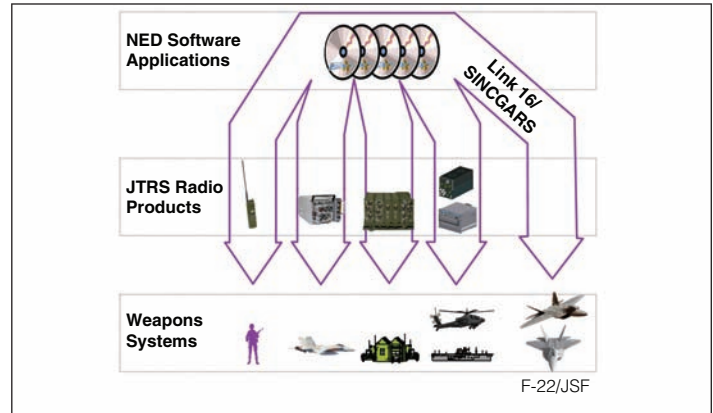 NED Software
Applications
Link 16/
SINCGARS
JTRS Radio
Products
Weapons
Systems
F-22/JSF